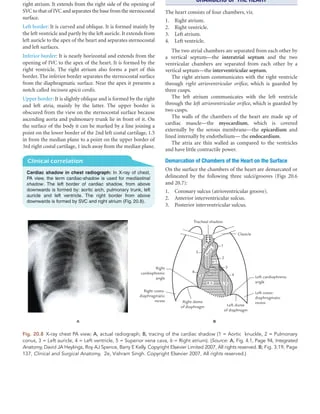 right atrium. It extends from the right side of the opening of
SVC to that of IVC, and separates the base from the sternocostal
surface.
Left border: It is curved and oblique. It is formed mainly by
the left ventricle and partly by the left auricle. It extends from
left auricle to the apex of the heart and separates sternocostal
and left surfaces.
Inferior border: It is nearly horizontal and extends from the
opening of IVC to the apex of the heart. It is formed by the
right ventricle. The right atrium also forms a part of this
border. The inferior border separates the sternocostal surface
from the diaphragmatic surface. Near the apex it presents a
notch called incisura apicis cordis.
Upper border: It is slightly oblique and is formed by the right
and left atria, mainly by the latter. The upper border is
obscured from the view on the sternocostal surface because
ascending aorta and pulmonary trunk lie in front of it. On
the surface of the body it can be marked by a line joining a
point on the lower border of the 2nd left costal cartilage, 1.5
in from the median plane to a point on the upper border of
3rd right costal cartilage, 1 inch away from the median plane.
Clinical correlation
Cardiac shadow in chest radiograph: In X-ray of chest,
PA view, the term cardiac-shadow is used for mediastinal
shadow. The left border of cardiac shadow, from above
downwards is formed by: aortic arch, pulmonary trunk, left
auricle and left ventricle. The right border from above
downwards is formed by SVC and right atrium (Fig. 20.8).
CHAMBERS OF THE HEART
The heart consists of four chambers, viz.
1. Right atrium.
2. Right ventricle.
3. Left atrium.
4. Left ventricle.
The two atrial chambers are separated from each other by
a vertical septum—the interatrial septum and the two
ventricular chambers are separated from each other by a
vertical septum—the interventricular septum.
The right atrium communicates with the right ventricle
through right atrioventricular orifice, which is guarded by
three cusps.
The left atrium communicates with the left ventricle
through the left atrioventricular orifice, which is guarded by
two cusps.
The walls of the chambers of the heart are made up of
cardiac muscle—the myocardium, which is covered
externally by the serous membrane—the epicardium and
lined internally by endothelium—the endocardium.
The atria are thin walled as compared to the ventricles
and have little contractile power.
Demarcation of Chambers of the Heart on the Surface
On the surface the chambers of the heart are demarcated or
delineated by the following three sulci/grooves (Figs 20.6
and 20.7):
1. Coronary sulcus (atrioventricular groove).
2. Anterior interventricular sulcus.
3. Posterior interventricular sulcus.
Tracheal shadow
Clavicle
Right
cardiophrenic
angle
Right costo-
diaphragmatic
recess
Right dome
of diaphragm
Left dome
of diaphragm
Left cardiophrenic
angle
Left costo-
diaphragmatic
recess
A
B
Fig. 20.8 X-ray chest PA view: A, actual radiograph; B, tracing of the cardiac shadow (1 = Aortic knuckle, 2 = Pulmonary
conus, 3 = Left auricle, 4 = Left ventricle, 5 = Superior vena cava, 6 = Right atrium). (Source: A, Fig. 4.1, Page 94, Integrated
Anatomy, David JA Heylings, Roy AJ Spence, Barry E Kelly. Copyright Elsevier Limited 2007, All rights reserved. B, Fig. 3.19, Page
137, Clinical and Surgical Anatomy, 2e, Vishram Singh. Copyright Elsevier 2007, All rights reserved.)